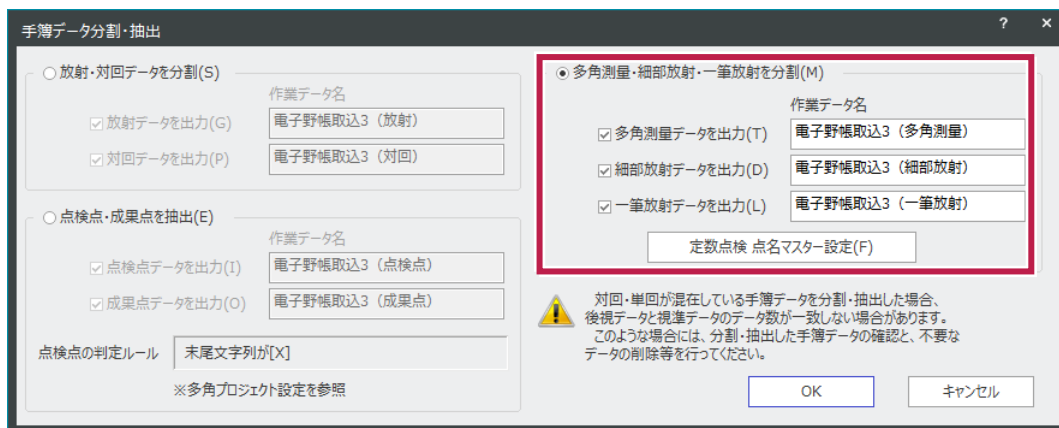 手簿データ分割・抽出
? ×
放射・対回データを分割(S)
作業データ名
放射データを出力(G) 電子野帳取込3（放射）
対回データを出力(P) 電子野帳取込3（対回）
点検点・成果点を抽出(E)
作業データ名
点検点データを出力(I) 電子野帳取込3（点検点）
成果点データを出力(O) 電子野帳取込3（成果点）
点検点の判定ルール 末尾文字列が[X]
※多角プロジェクト設定を参照
多角測量・細部放射・一筆放射を分割(M)
作業データ名
多角測量データを出力(T) 電子野帳取込3（多角測量）
細部放射データを出力(D) 電子野帳取込3（細部放射）
一筆放射データを出力(L) 電子野帳取込3（一筆放射）
定数点検 点名マスター設定(F)
対回・単回が混在している手簿データを分割・抽出した場合、
後視データと視準データのデータ数が一致しない場合があります。
このような場合には、分割・抽出した手簿データの確認と、不要な
データの削除等を行ってください。
OK キャンセル